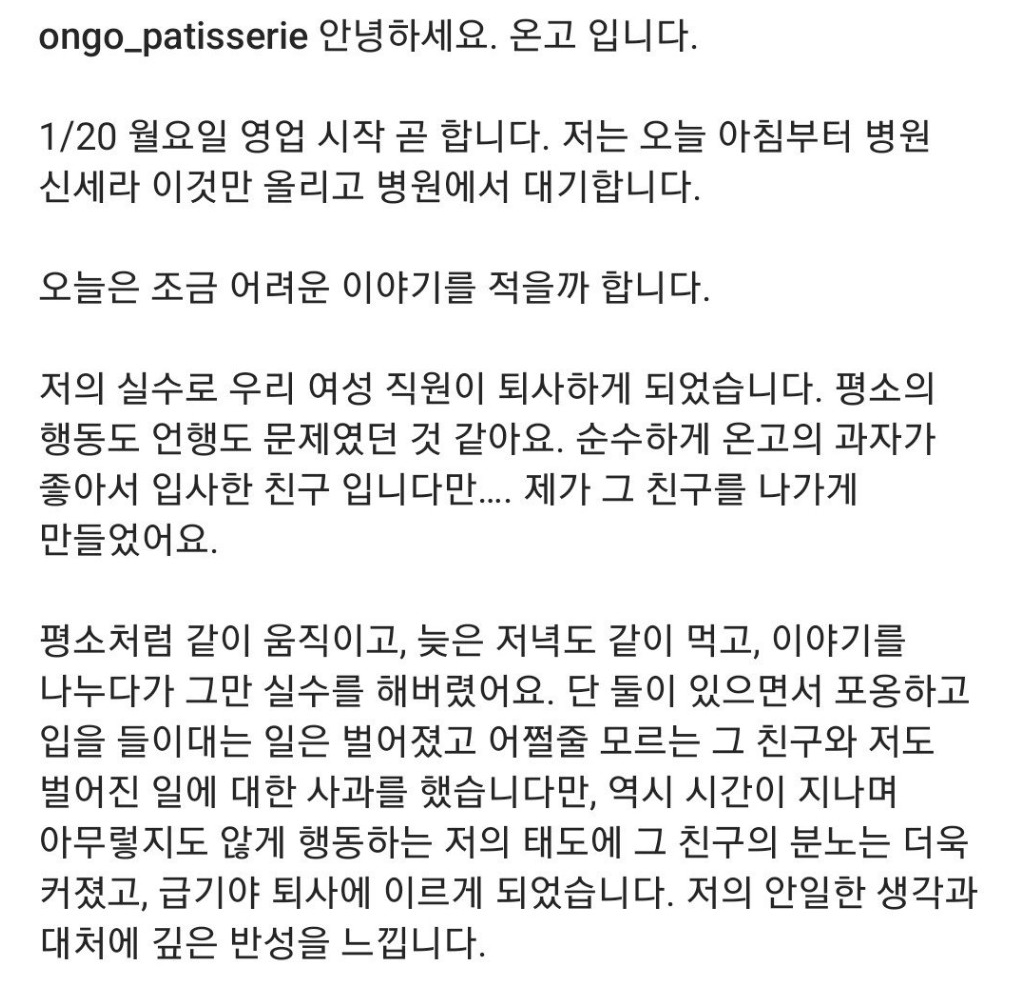 ongo_patisserie 안녕하세요. 온고 입니다.
1/20 월요일 영업 시작 곧 합니다. 저는 오늘 아침부터 병원
신세라 이것만 올리고 병원에서 대기합니다.
오늘은 조금 어려운 이야기를 적을까 합니다.
저의 실수로 우리 여성 직원이 퇴사하게 되었습니다. 평소의
행동도 언행도 문제였던 것 같아요. 순수하게 온고의 과자가
좋아서 입사한 친구 입니다만.... 제가 그 친구를 나가게
만들었어요.
평소처럼 같이 움직이고, 늦은 저녁도 같이 먹고, 이야기를
나누다가 그만 실수를 해버렸어요. 단 둘이 있으면서 포옹하고
입을 들이대는 일은 벌어졌고 어쩔줄 모르는 그 친구와 저도
벌어진 일에 대한 사과를 했습니다만, 역시 시간이 지나며
아무렇지도 않게 행동하는 저의 태도에 그 친구의 분노는 더욱
커졌고, 급기야 퇴사에 이르게 되었습니다. 저의 안일한 생각과
대처에 깊은 반성을 느낍니다.